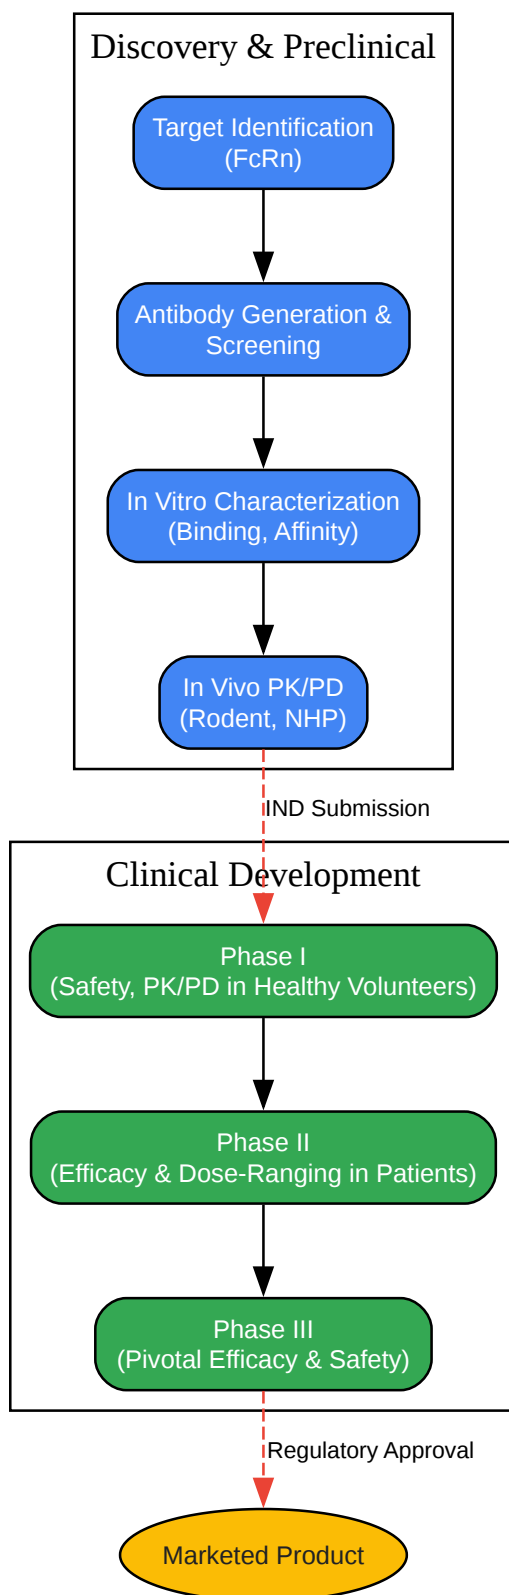 Discovery & Preclinical
Target Identification
(FcRn)
Antibody Generation &
Screening
In Vitro Characterization
(Binding, Affinity)
In Vivo PK/PD
(Rodent, NHP)
IND Submission
Clinical Development
Phase I
(Safety, PK/PD in Healthy Volunteers)
Phase II
(Efficacy & Dose-Ranging in Patients)
Phase III
(Pivotal Efficacy & Safety)
Regulatory Approval
Marketed Product